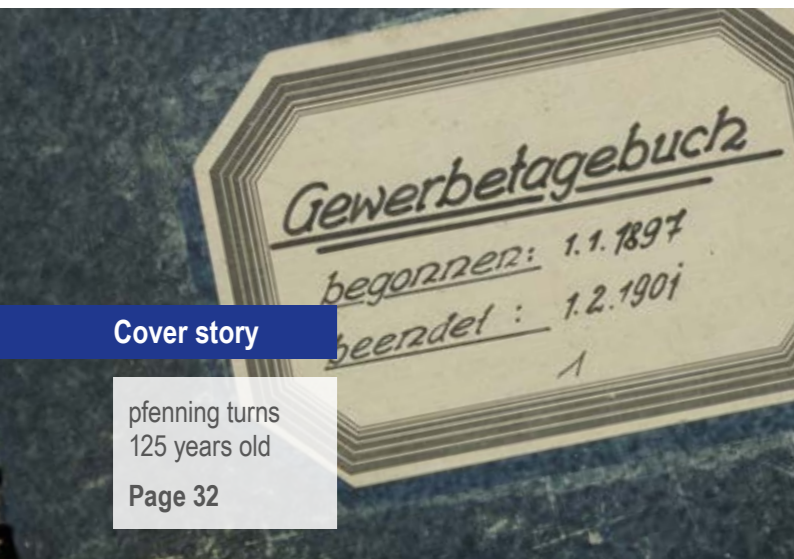 Gewerbetagebuch
begonnen: 1.1.1897
beendet : 1.2.1901
1
Cover story
pfenning turns
125 years old
Page 32